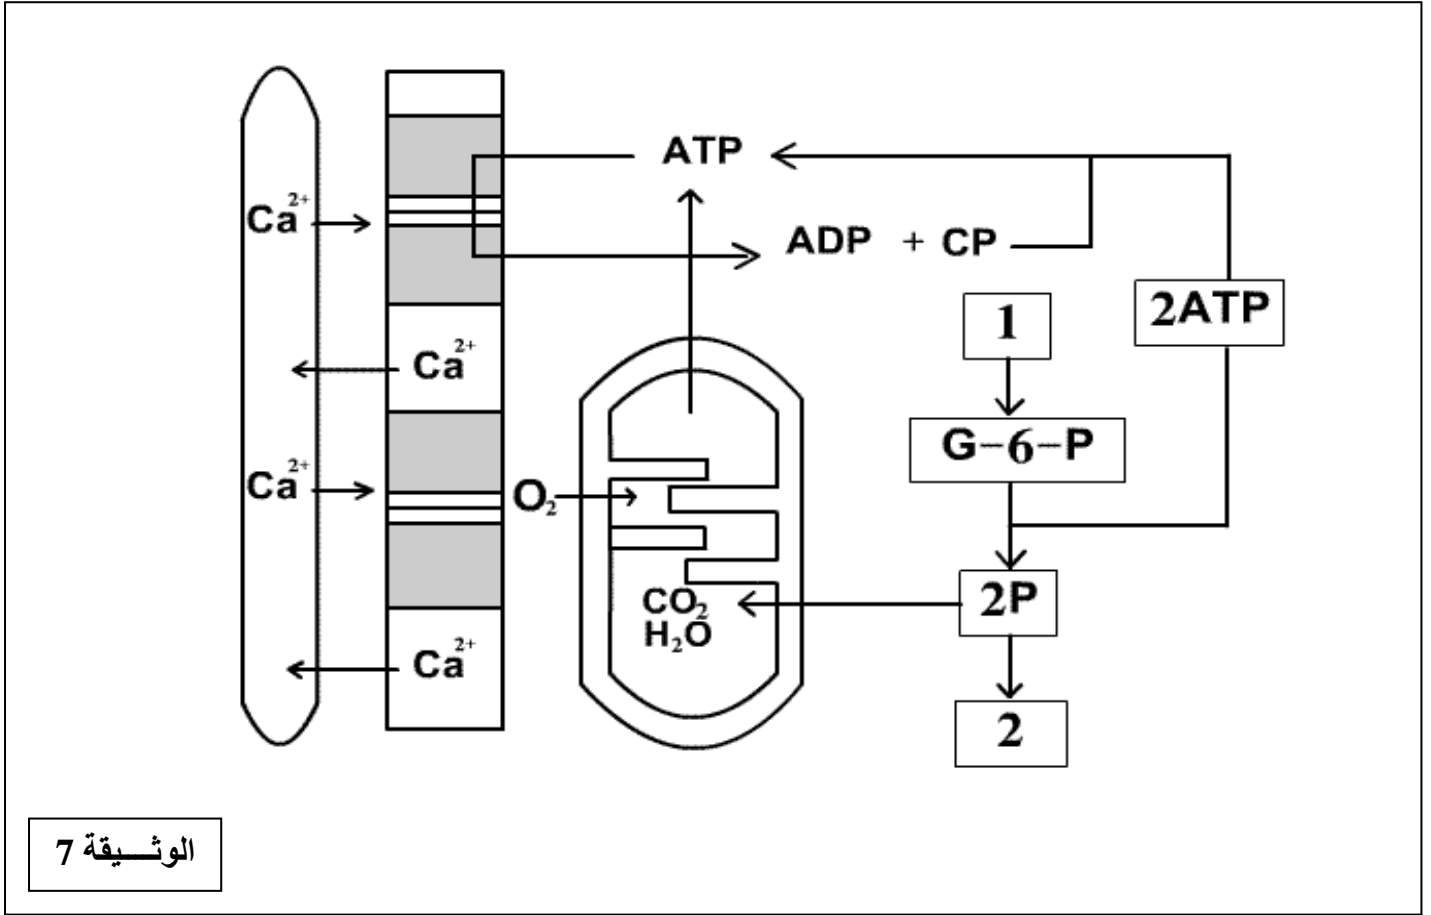 ATP
Ca²⁺
ADP + CP
1
2ATP
Ca²⁺
G-6-P
Ca²⁺
O₂
2P
CO₂
H₂O
Ca²⁺
2
الوثـــيقة 7